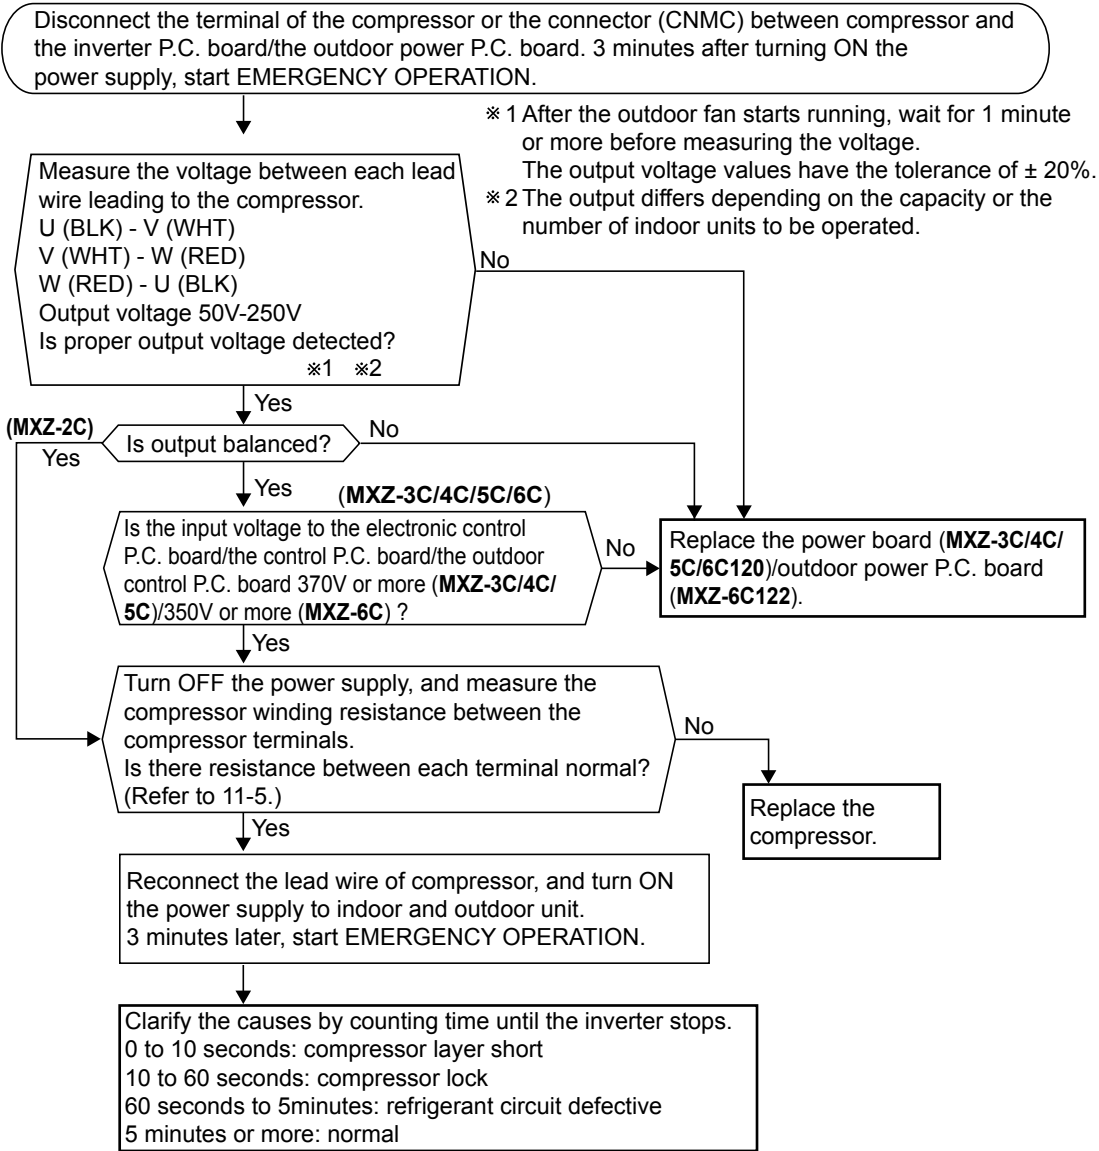 Disconnect the terminal of the compressor or the connector (CNMC) between compressor and
the inverter P.C. board/the outdoor power P.C. board. 3 minutes after turning ON the
power supply, start EMERGENCY OPERATION.
※ 1 After the outdoor fan starts running, wait for 1 minute
or more before measuring the voltage.
The output voltage values have the tolerance of ± 20%.
※ 2 The output differs depending on the capacity or the
number of indoor units to be operated.
Measure the voltage between each lead
wire leading to the compressor.
U (BLK) - V (WHT)
V (WHT) - W (RED)
W (RED) - U (BLK)
Output voltage 50V-250V
Is proper output voltage detected?
※1 ※2
No
Yes
(MXZ-2C)
Yes
Is output balanced?
No
Yes
(MXZ-3C/4C/5C/6C)
Is the input voltage to the electronic control
P.C. board/the control P.C. board/the outdoor
control P.C. board 370V or more (MXZ-3C/4C/
5C)/350V or more (MXZ-6C) ?
No
Replace the power board (MXZ-3C/4C/
5C/6C120)/outdoor power P.C. board
(MXZ-6C122).
Yes
Turn OFF the power supply, and measure the
compressor winding resistance between the
compressor terminals.
Is there resistance between each terminal normal?
(Refer to 11-5.)
No
Replace the
compressor.
Yes
Reconnect the lead wire of compressor, and turn ON
the power supply to indoor and outdoor unit.
3 minutes later, start EMERGENCY OPERATION.
Clarify the causes by counting time until the inverter stops.
0 to 10 seconds: compressor layer short
10 to 60 seconds: compressor lock
60 seconds to 5minutes: refrigerant circuit defective
5 minutes or more: normal